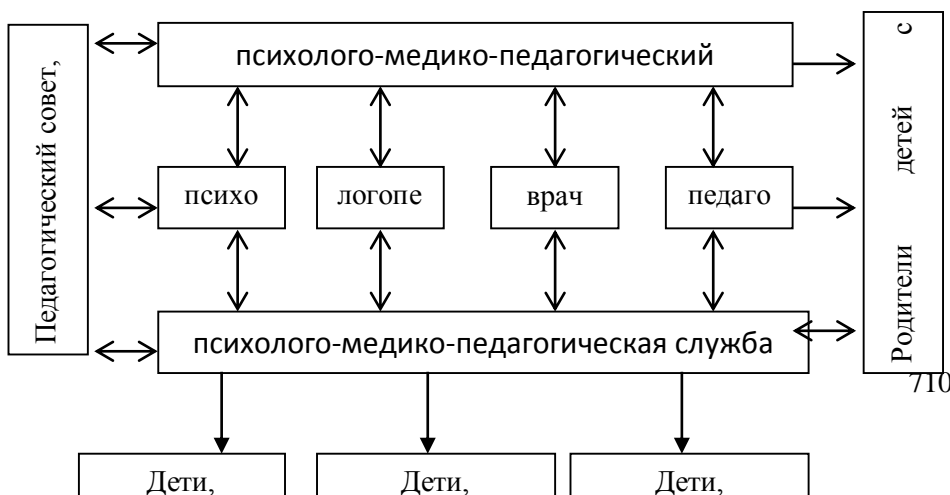 психолого-медико-педагогический
Педагогический совет,
Родители детей с
психо
логопе
врач
педаго
психолого-медико-педагогическая служба
710
Дети,
Дети,
Дети,